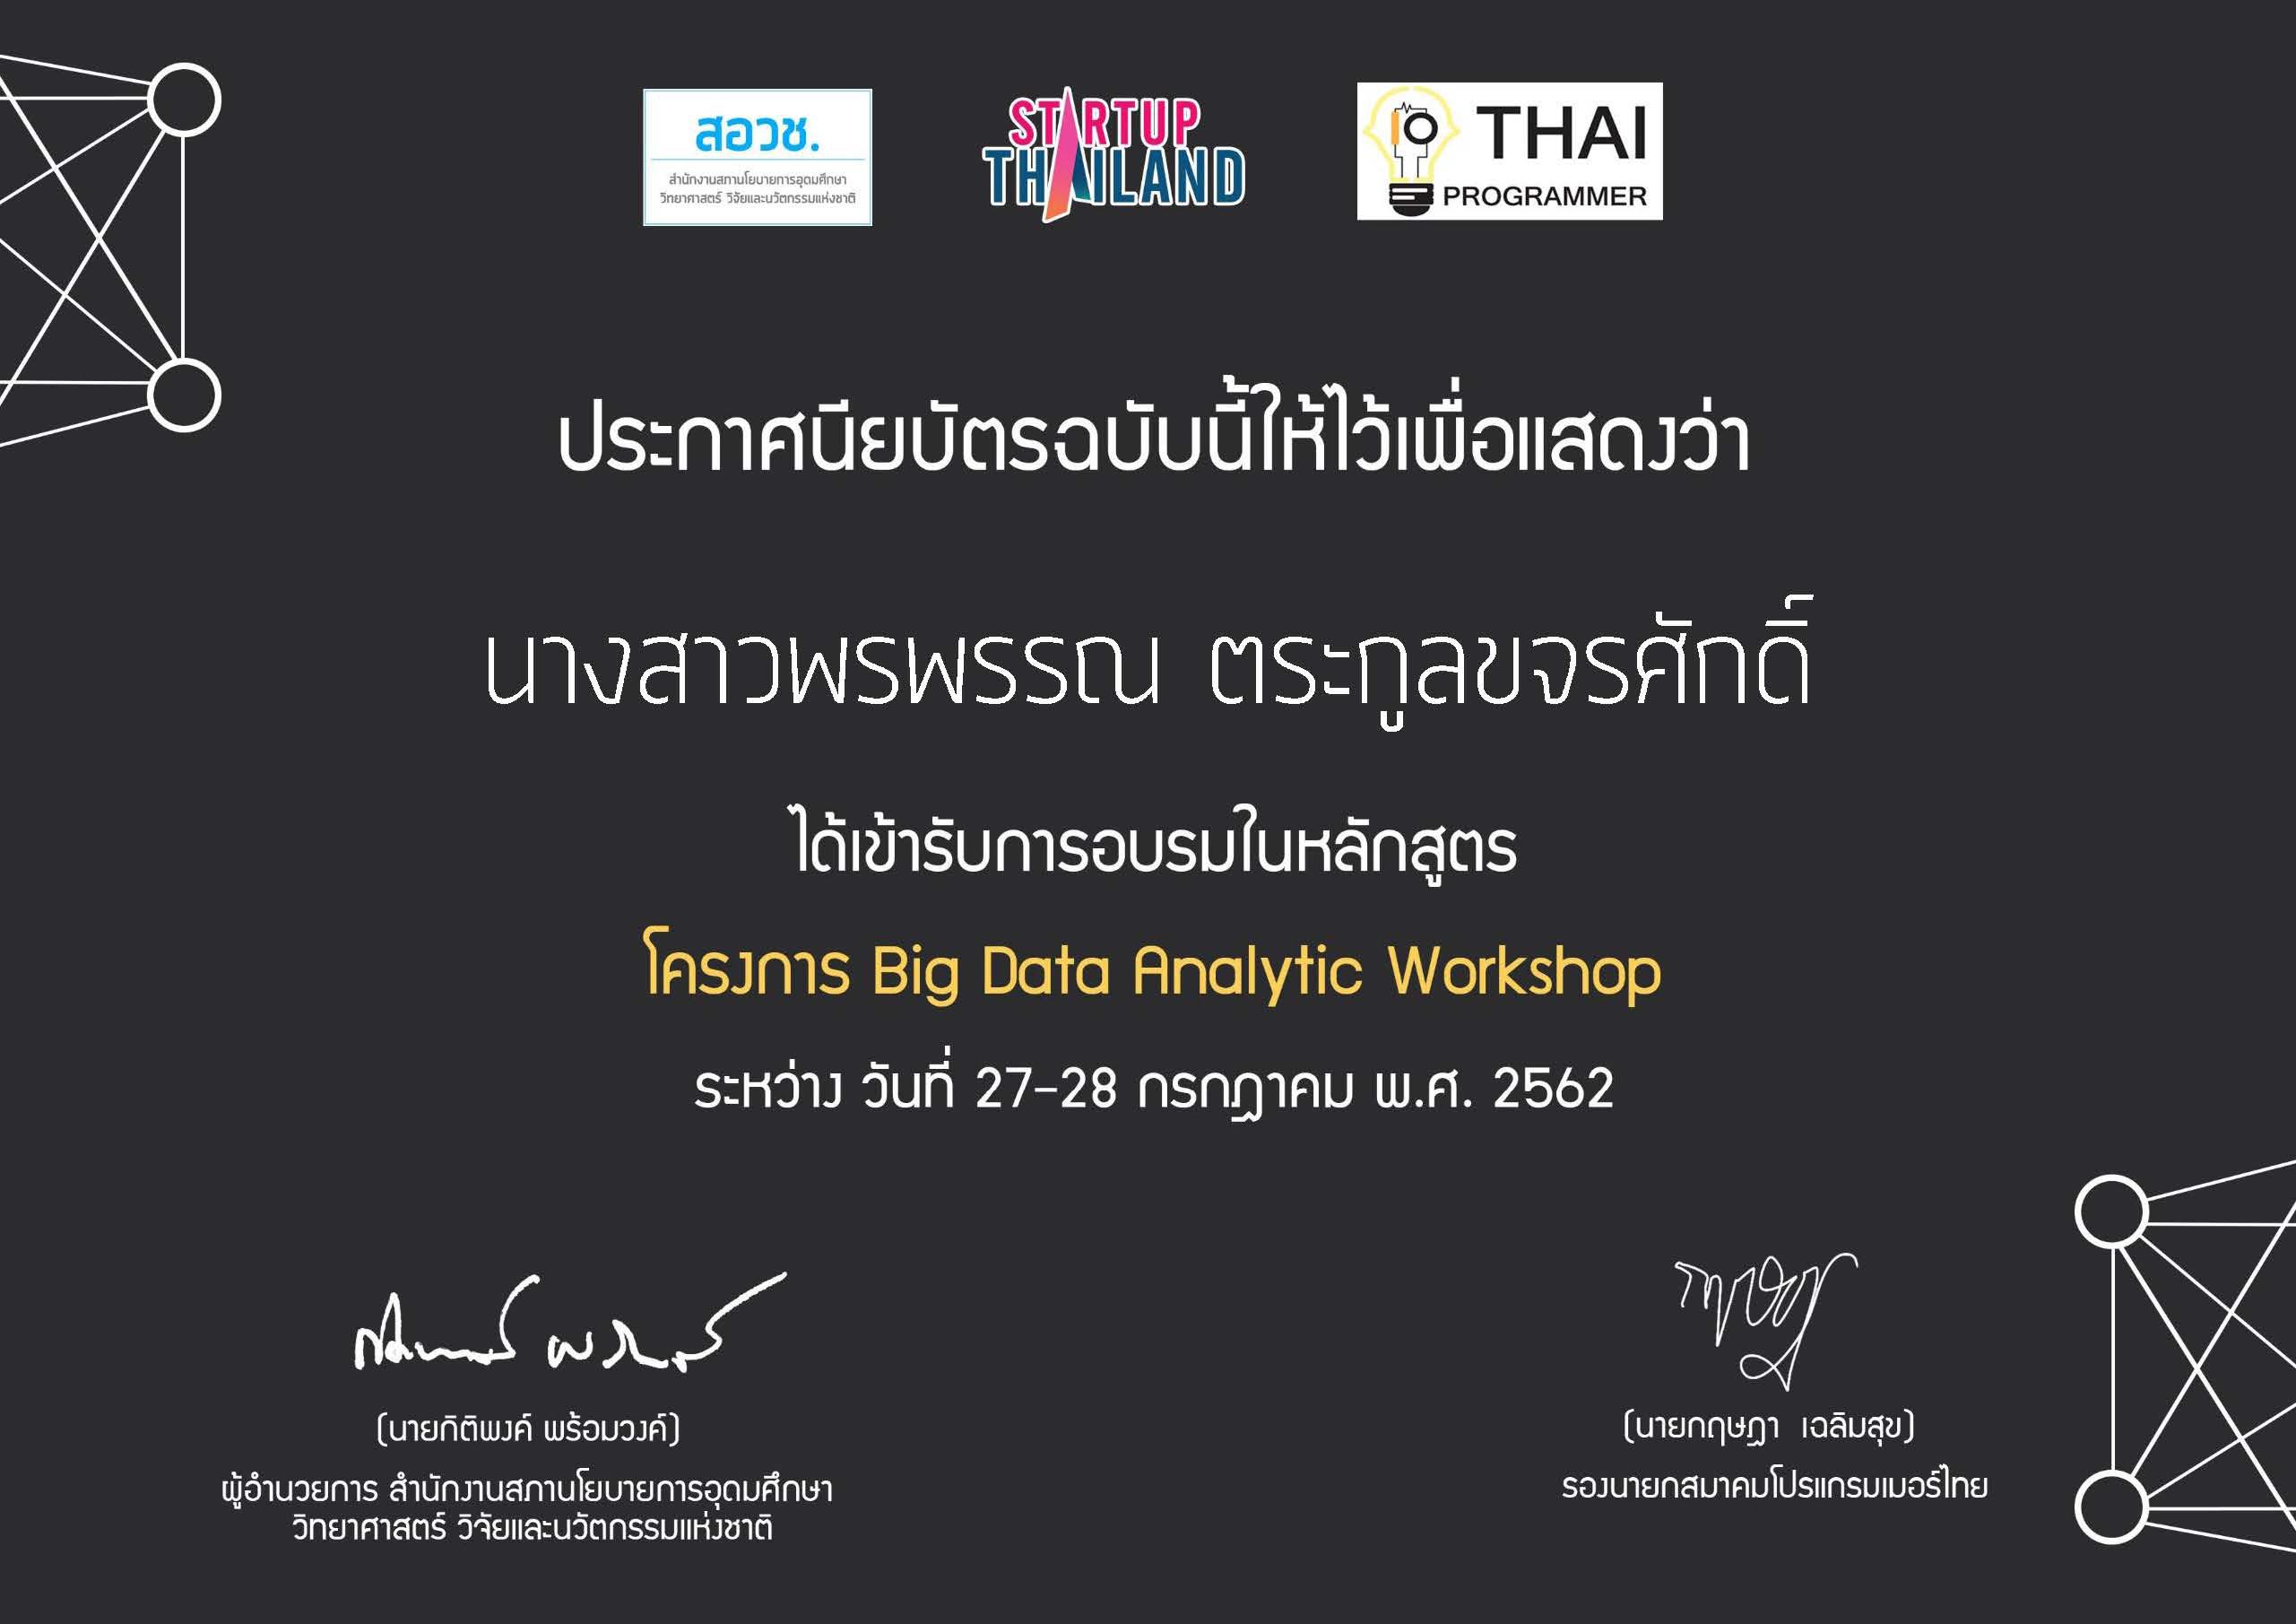 สอวช.
สำนักงานสภานโยบายการอุดมศึกษา
วิทยาศาสตร์ วิจัยและนวัตกรรมแห่งชาติ
STARTUP
THAILAND
THAI
PROGRAMMER
ประกาศนียบัตรฉบับนี้ให้ไว้เพื่อแสดงว่า
นางสาวพรพรรณ ตระกูลขจรศักดิ์
ได้เข้ารับการอบรมในหลักสูตร
โครงการ Big Data Analytic Workshop
ระหว่าง วันที่ 27-28 กรกฎาคม พ.ศ. 2562
(นายกิติพงค์ พร้อมวงค์)
ผู้อำนวยการ สำนักงานสภานโยบายการอุดมศึกษา
วิทยาศาสตร์ วิจัยและนวัตกรรมแห่งชาติ
(นายกฤษฎา เฉลิมสุข)
รองนายกสมาคมโปรแกรมเมอร์ไทย